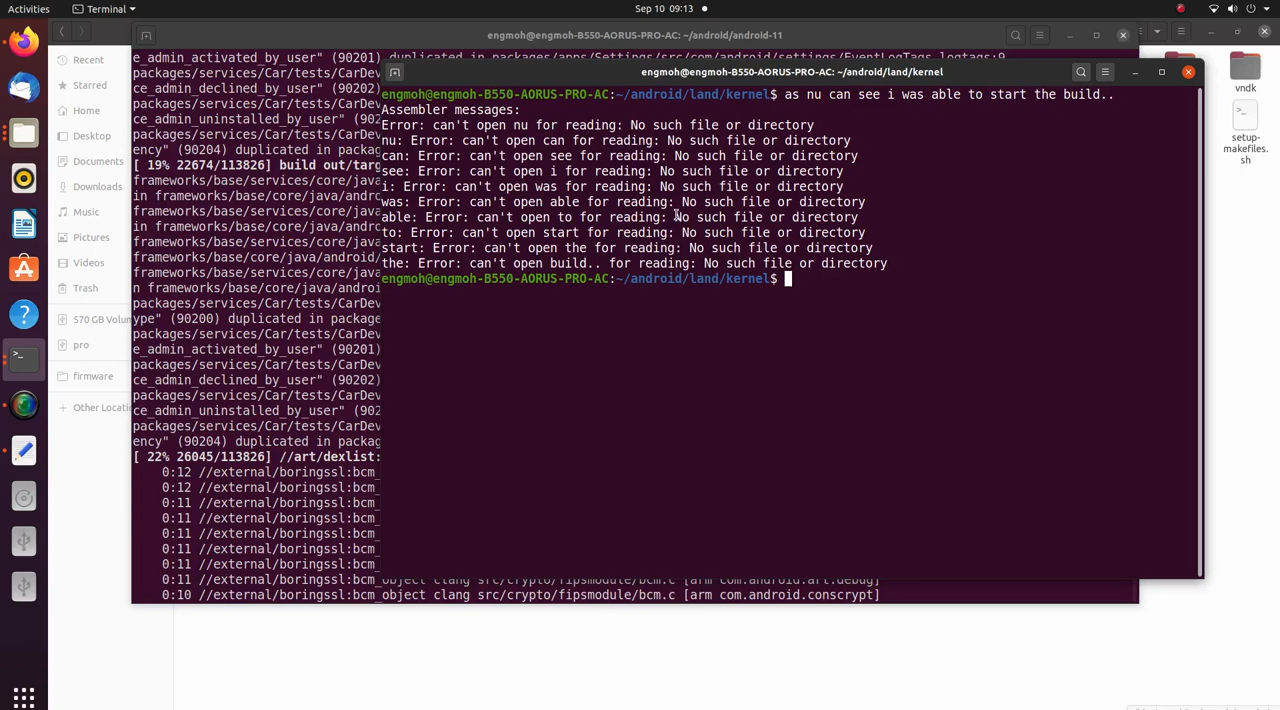 Activities
Terminal
Sep 10 09:13
engmoh@engmoh-B550-AORUS-PRO-AC: ~/android/android-11
Recent
Starred
Home
Desktop
Documents
Downloads
Music
Pictures
Videos
Trash
570 GB Volu
pro
firmware
Other Locatio
e_admin_activated_by_user" (90201) duplicated in packages/apps/Settings/src/com/android/settings/EventLogTags.logtags:9
packages/services/Car/tests/CarDev
ce_admin_declined_by_user" (90202)
packages/services/Car/tests/CarDev
ce_admin_uninstalled_by_user" (902
packages/services/Car/tests/CarDev
ency" (90204) duplicated in packag
[ 19% 22674/113826] build out/targ
frameworks/base/services/core/java
in frameworks/base/core/java/andro
frameworks/base/services/core/java
in frameworks/base/core/java/andro
frameworks/base/services/core/java
frameworks/base/core/java/android/
frameworks/base/services/core/java
n frameworks/base/core/java/androi
packages/services/Car/tests/CarDev
ype" (90200) duplicated in package
packages/services/Car/tests/CarDev
e_admin_activated_by_user" (90201)
packages/services/Car/tests/CarDev
ce_admin_declined_by_user" (90202)
packages/services/Car/tests/CarDev
ce_admin_uninstalled_by_user" (902
packages/services/Car/tests/CarDev
ency" (90204) duplicated in packag
[ 22% 26045/113826] //art/dexlist:
0:12 //external/boringssl:bcm_
0:12 //external/boringssl:bcm_
0:11 //external/boringssl:bcm_
0:11 //external/boringssl:bcm_
0:11 //external/boringssl:bcm_
0:11 //external/boringssl:bcm_
0:11 //external/boringssl:bcm_
0:11 //external/boringssl:bcm_object clang src/crypto/fipsmodule/bcm.c [arm com.android.art.debug]
0:10 //external/boringssl:bcm_object clang src/crypto/fipsmodule/bcm.c [arm com.android.conscrypt]
engmoh@engmoh-B550-AORUS-PRO-AC: ~/android/land/kernel
engmoh@engmoh-B550-AORUS-PRO-AC:~/android/land/kernel$ as nu can see i was able to start the build..
Assembler messages:
Error: can't open nu for reading: No such file or directory
nu: Error: can't open can for reading: No such file or directory
can: Error: can't open see for reading: No such file or directory
see: Error: can't open i for reading: No such file or directory
i: Error: can't open was for reading: No such file or directory
was: Error: can't open able for reading: No such file or directory
able: Error: can't open to for reading: No such file or directory
to: Error: can't open start for reading: No such file or directory
start: Error: can't open the for reading: No such file or directory
the: Error: can't open build.. for reading: No such file or directory
engmoh@engmoh-B550-AORUS-PRO-AC:~/android/land/kernel$
vndk
setup-
makefiles.
sh